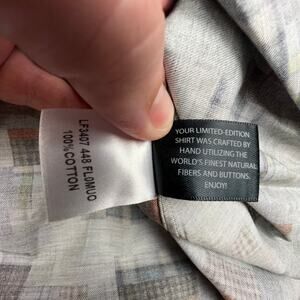 LF3407 448 FLOMUO
100% COTTON
YOUR LIMITED-EDITION
SHIRT WAS CRAFTED BY
HAND UTILIZING THE
WORLD'S FINEST NATURAL
FIBERS AND BUTTONS.
ENJOY!